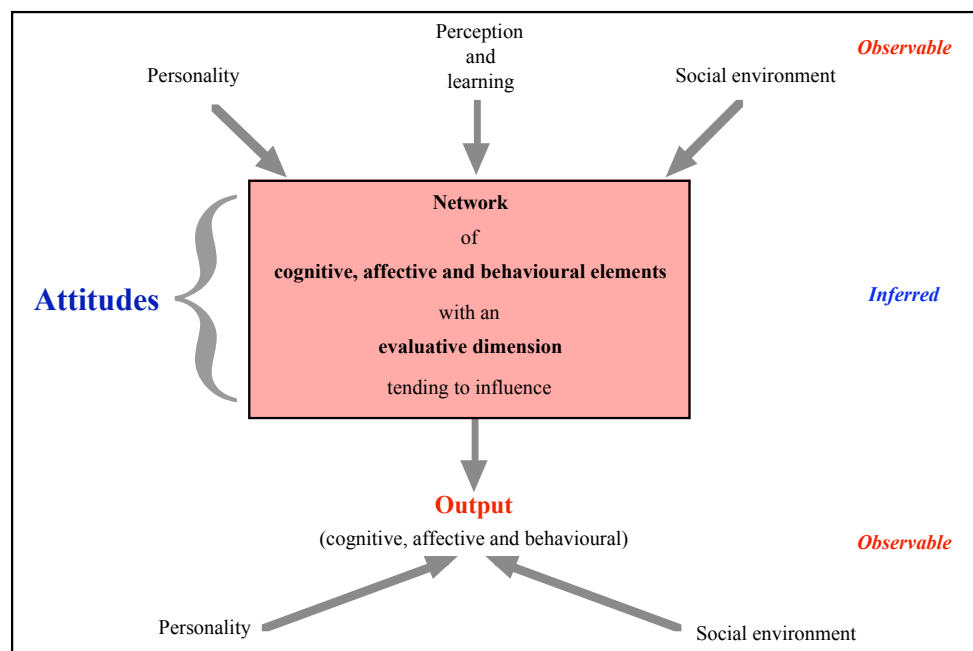 Perception
and
learning
Observable
Personality
Social environment
Network
of
cognitive, affective and behavioural elements
with an
evaluative dimension
tending to influence
Attitudes
Inferred
Output
(cognitive, affective and behavioural)
Observable
Personality
Social environment